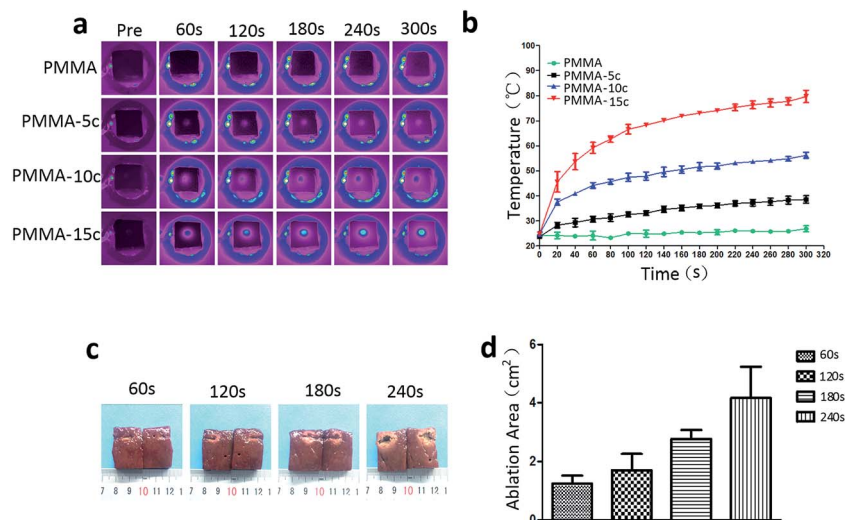 a
Pre 60s 120s 180s 240s 300s
PMMA
PMMA-5c
PMMA-10c
PMMA-15c
b
Temperature (℃)
100
90
80
70
60
50
40
30
20
0 20 40 60 80 100 120 140 160 180 200 220 240 260 280 300 320
Time (s)
PMMA
PMMA-5c
PMMA-10c
PMMA-15c
c
60s 120s 180s 240s
7 8 9 10 11 12 1 7 8 9 10 11 12 1 7 8 9 10 11 12 1 7 8 9 10 11 12 1
d
Ablation Area (cm²)
6
4
2
0
60s
120s
180s
240s